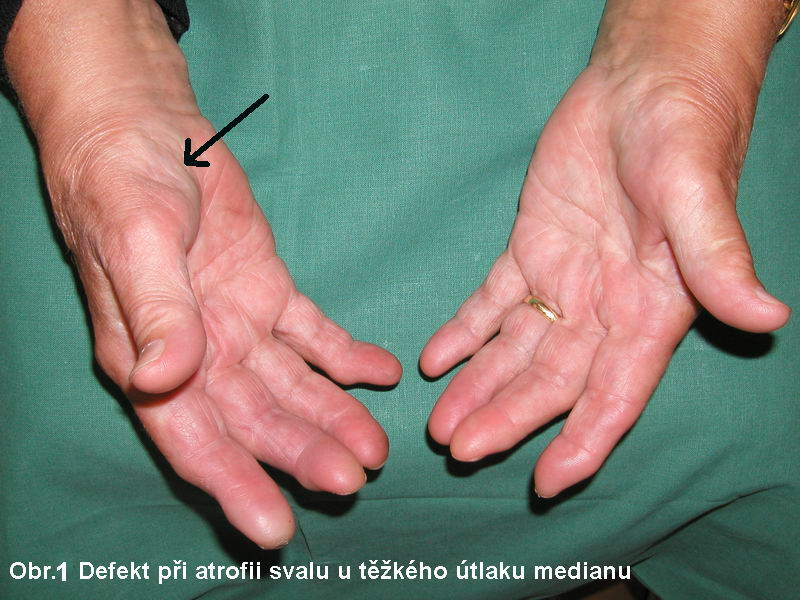 Obr.1 Defekt při atrofii svalu u těžkého útlaku medianu